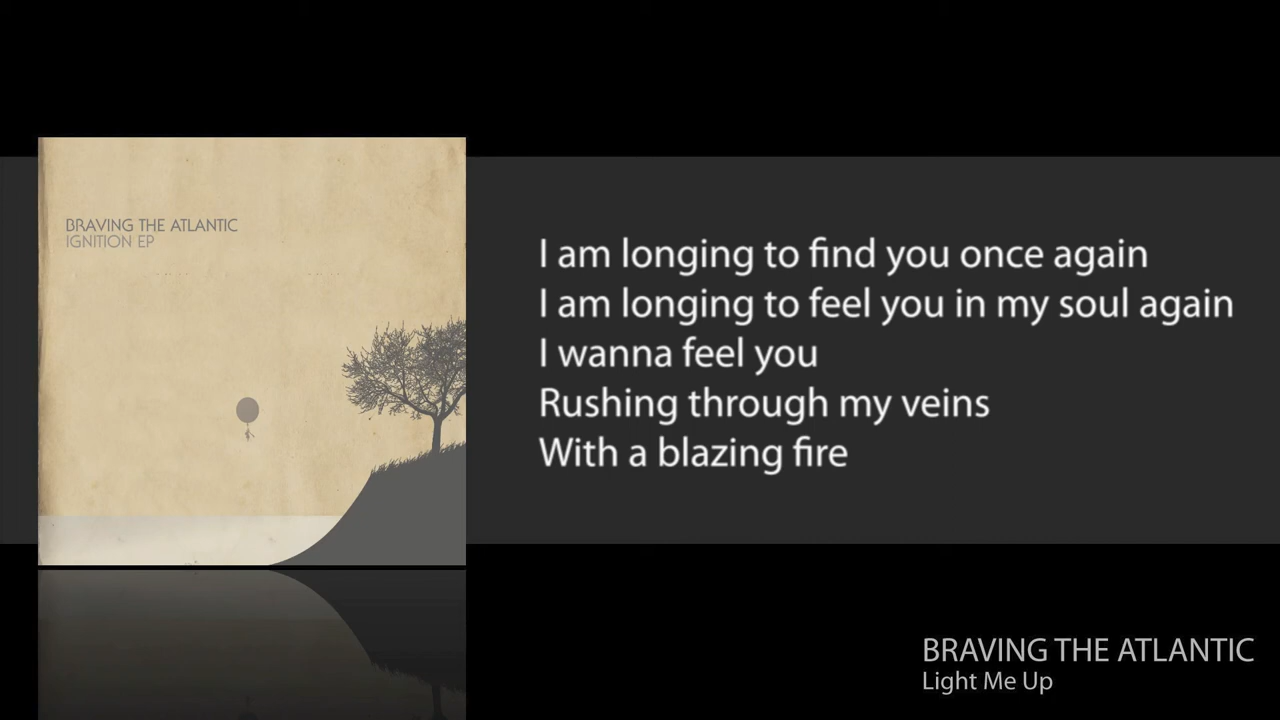 BRAVING THE ATLANTIC
IGNITION EP
I am longing to find you once again
I am longing to feel you in my soul again
I wanna feel you
Rushing through my veins
With a blazing fire
BRAVING THE ATLANTIC
Light Me Up